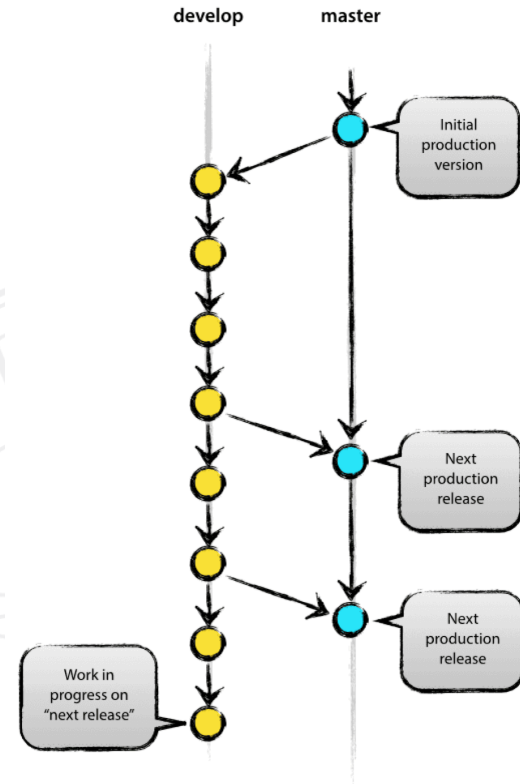 develop
master
Initial
production
version
Next
production
release
Next
production
release
Work in
progress on
“next release”